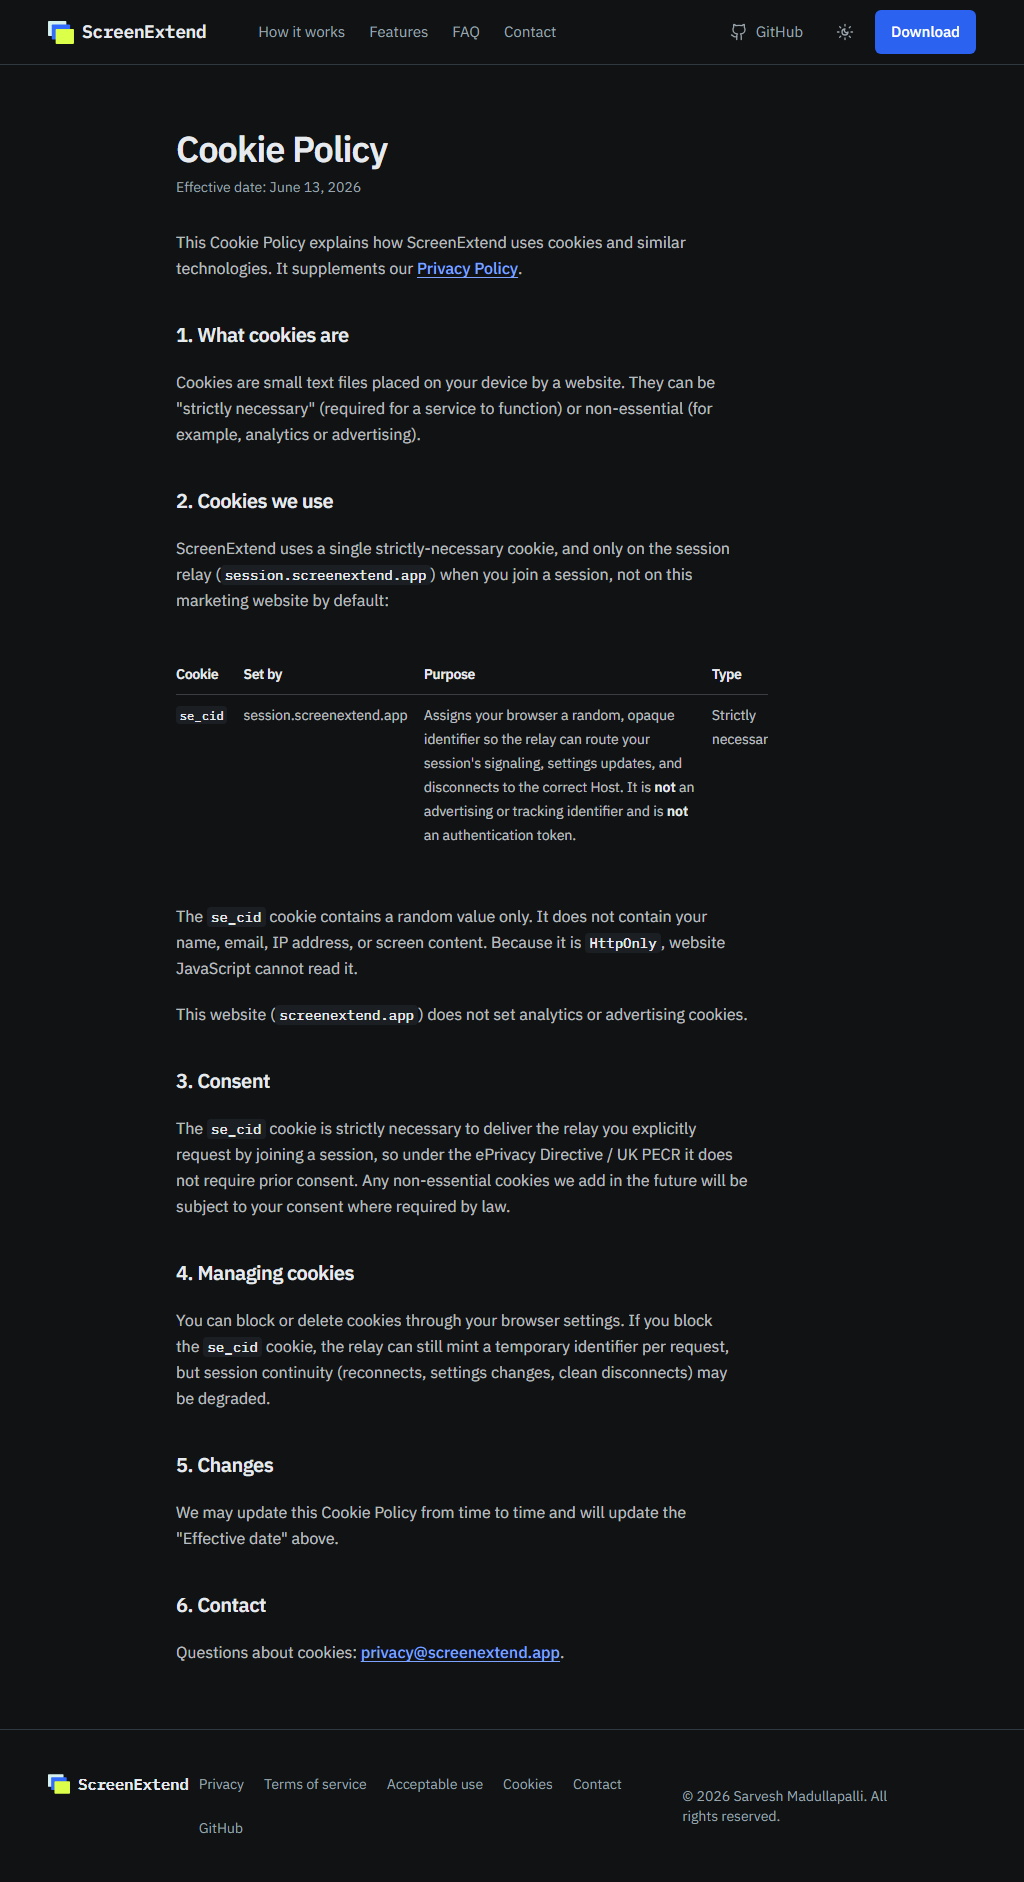 ScreenExtend How it works Features FAQ Contact GitHub Download
Cookie Policy
Effective date: June 13, 2026
This Cookie Policy explains how ScreenExtend uses cookies and similar
technologies. It supplements our Privacy Policy.
1. What cookies are
Cookies are small text files placed on your device by a website. They can be
"strictly necessary" (required for a service to function) or non-essential (for
example, analytics or advertising).
2. Cookies we use
ScreenExtend uses a single strictly-necessary cookie, and only on the session
relay (session.screenextend.app) when you join a session, not on this
marketing website by default:
Cookie Set by Purpose Type
se_cid session.screenextend.app Assigns your browser a random, opaque Strictly
identifier so the relay can route your necessar
session's signaling, settings updates, and
disconnects to the correct Host. It is not an
advertising or tracking identifier and is not
an authentication token.
The se_cid cookie contains a random value only. It does not contain your
name, email, IP address, or screen content. Because it is HttpOnly, website
JavaScript cannot read it.
This website (screenextend.app) does not set analytics or advertising cookies.
3. Consent
The se_cid cookie is strictly necessary to deliver the relay you explicitly
request by joining a session, so under the ePrivacy Directive / UK PECR it does
not require prior consent. Any non-essential cookies we add in the future will be
subject to your consent where required by law.
4. Managing cookies
You can block or delete cookies through your browser settings. If you block
the se_cid cookie, the relay can still mint a temporary identifier per request,
but session continuity (reconnects, settings changes, clean disconnects) may
be degraded.
5. Changes
We may update this Cookie Policy from time to time and will update the
"Effective date" above.
6. Contact
Questions about cookies: privacy@screenextend.app.
ScreenExtend Privacy Terms of service Acceptable use Cookies Contact
GitHub
© 2026 Sarvesh Madullapalli. All
rights reserved.